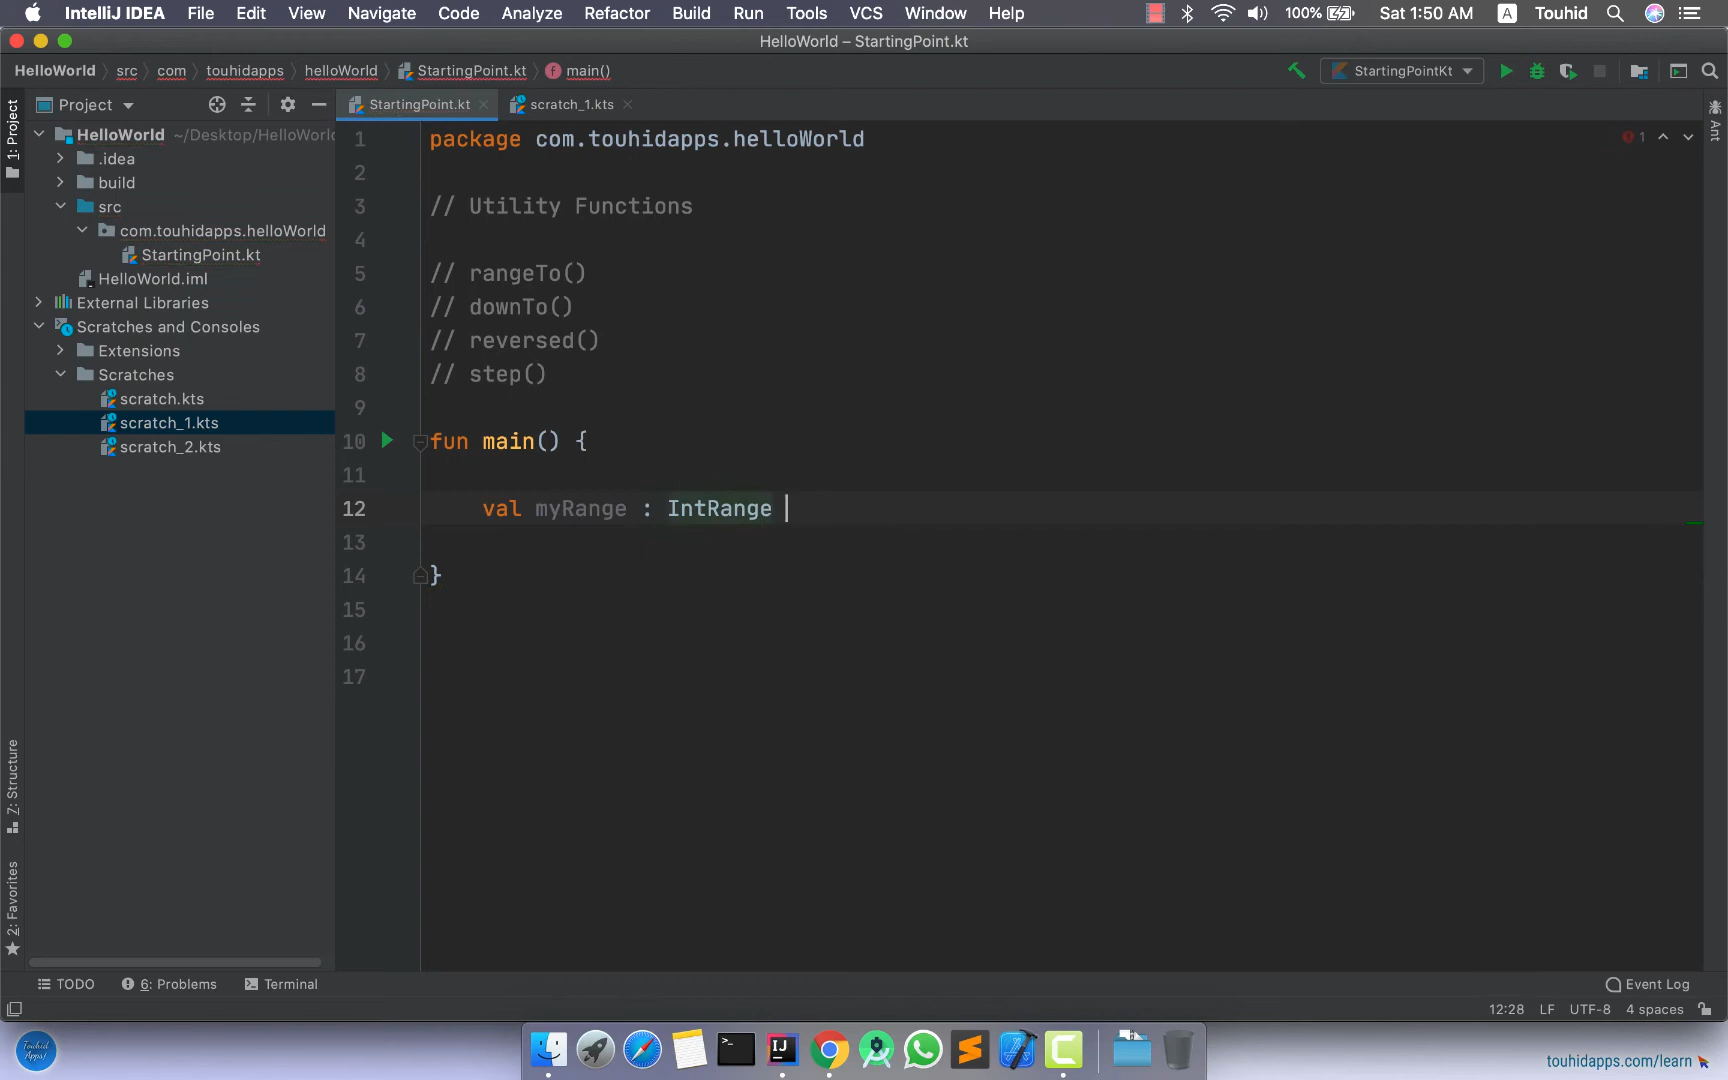 IntelliJ IDEA File Edit View Navigate Code Analyze Refactor Build Run Tools VCS Window Help 100% Sat 1:50 AM A Touhid
HelloWorld – StartingPoint.kt
HelloWorld src com touhidapps helloWorld StartingPoint.kt f main() StartingPointKt
1: Project
Project
StartingPoint.kt scratch_1.kts
Ant
HelloWorld ~/Desktop/HelloWorld
.idea
build
src
com.touhidapps.helloWorld
StartingPoint.kt
HelloWorld.iml
External Libraries
Scratches and Consoles
Extensions
Scratches
scratch.kts
scratch_1.kts
scratch_2.kts
1 package com.touhidapps.helloWorld
1
2
3 // Utility Functions
4
5 // rangeTo()
6 // downTo()
7 // reversed()
8 // step()
9
10 fun main() {
11
12 val myRange : IntRange
13
14 }
15
16
17
7: Structure
2: Favorites
TODO 6: Problems Terminal Event Log
12:28 LF UTF-8 4 spaces
Touhid Apps!
IJ
touhidapps.com/learn